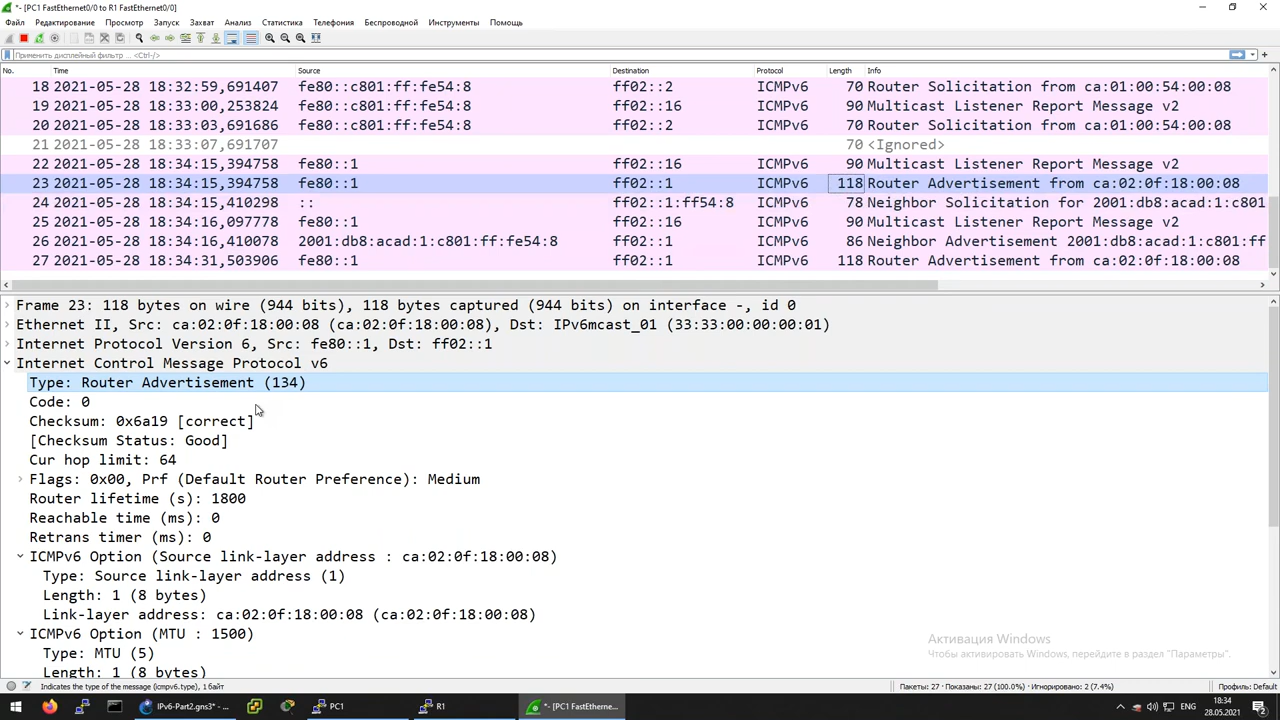 *- [PC1 FastEthernet0/0 to R1 FastEthernet0/0]
Файл Редактирование Просмотр Запуск Захват Анализ Статистика Телефония Беспроводной Инструменты Помощь
Применить дисплейный фильтр ... <Ctrl-/>
No. Time Source Destination Protocol Length Info
18 2021-05-28 18:32:59,691407 fe80::c801:ff:fe54:8 ff02::2 ICMPv6 70 Router Solicitation from ca:01:00:54:00:08
19 2021-05-28 18:33:00,253824 fe80::c801:ff:fe54:8 ff02::16 ICMPv6 90 Multicast Listener Report Message v2
20 2021-05-28 18:33:03,691686 fe80::c801:ff:fe54:8 ff02::2 ICMPv6 70 Router Solicitation from ca:01:00:54:00:08
21 2021-05-28 18:33:07,691707 70 <Ignored>
22 2021-05-28 18:34:15,394758 fe80::1 ff02::16 ICMPv6 90 Multicast Listener Report Message v2
23 2021-05-28 18:34:15,394758 fe80::1 ff02::1 ICMPv6 118 Router Advertisement from ca:02:0f:18:00:08
24 2021-05-28 18:34:15,410298 :: ff02::1:ff54:8 ICMPv6 78 Neighbor Solicitation for 2001:db8:acad:1:c801
25 2021-05-28 18:34:16,097778 fe80::1 ff02::16 ICMPv6 90 Multicast Listener Report Message v2
26 2021-05-28 18:34:16,410078 2001:db8:acad:1:c801:ff:fe54:8 ff02::1 ICMPv6 86 Neighbor Advertisement 2001:db8:acad:1:c801:ff
27 2021-05-28 18:34:31,503906 fe80::1 ff02::1 ICMPv6 118 Router Advertisement from ca:02:0f:18:00:08
Frame 23: 118 bytes on wire (944 bits), 118 bytes captured (944 bits) on interface -, id 0
Ethernet II, Src: ca:02:0f:18:00:08 (ca:02:0f:18:00:08), Dst: IPv6mcast_01 (33:33:00:00:00:01)
Internet Protocol Version 6, Src: fe80::1, Dst: ff02::1
Internet Control Message Protocol v6
Type: Router Advertisement (134)
Code: 0
Checksum: 0x6a19 [correct]
[Checksum Status: Good]
Cur hop limit: 64
Flags: 0x00, Prf (Default Router Preference): Medium
Router lifetime (s): 1800
Reachable time (ms): 0
Retrans timer (ms): 0
ICMPv6 Option (Source link-layer address : ca:02:0f:18:00:08)
Type: Source link-layer address (1)
Length: 1 (8 bytes)
Link-layer address: ca:02:0f:18:00:08 (ca:02:0f:18:00:08)
ICMPv6 Option (MTU : 1500)
Type: MTU (5)
Length: 1 (8 bytes)
Активация Windows
Чтобы активировать Windows, перейдите в раздел "Параметры".
Indicates the type of the message (icmpv6.type), 1 байт Пакеты: 27 · Показаны: 27 (100.0%) · Игнорировано: 2 (7.4%) Профиль: Default
IPv6-Part2.gns3* - ... PC1 R1 *- [PC1 FastEtherne... ENG 18:34
28.05.2021